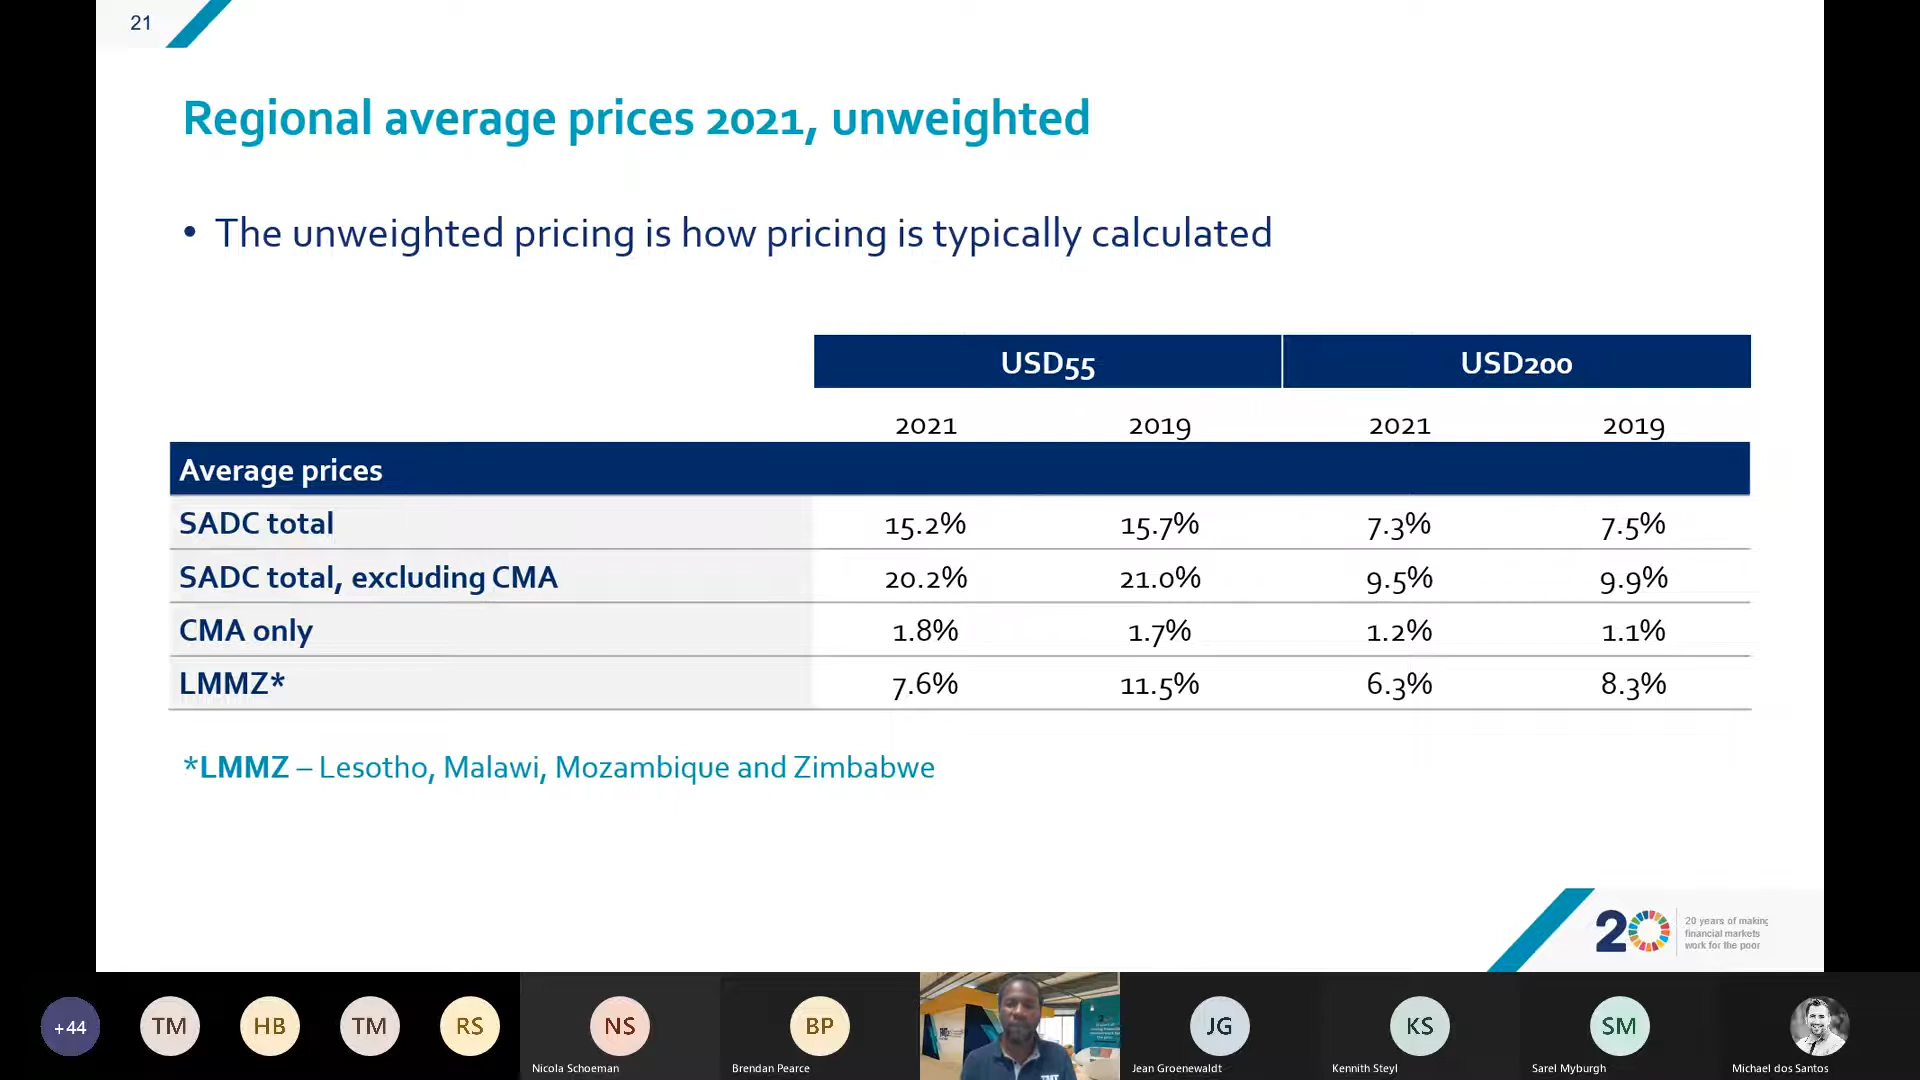 21
Regional average prices 2021, unweighted
• The unweighted pricing is how pricing is typically calculated
USD55 USD200
2021 2019 2021 2019
Average prices
SADC total 15.2% 15.7% 7.3% 7.5%
SADC total, excluding CMA 20.2% 21.0% 9.5% 9.9%
CMA only 1.8% 1.7% 1.2% 1.1%
LMMZ* 7.6% 11.5% 6.3% 8.3%
*LMMZ – Lesotho, Malawi, Mozambique and Zimbabwe
20
20 years of making
financial markets
work for the poor
+44 TM HB TM RS NS BP JG KS SM
Nicola Schoeman Brendan Pearce Jean Groenewaldt Kennith Steyl Sarel Myburgh Michael dos Santos